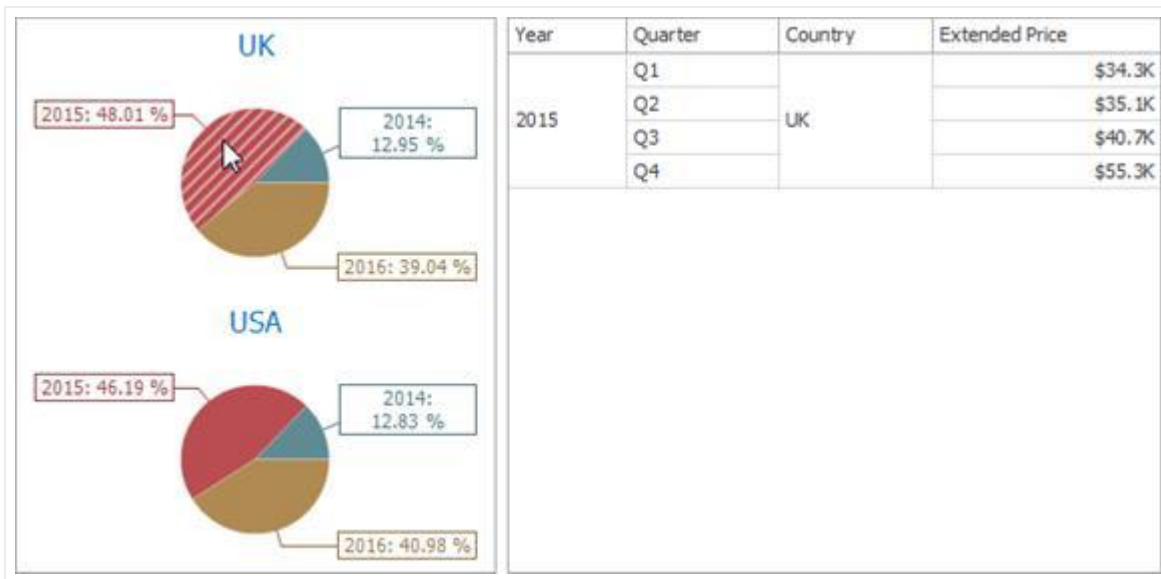 UK
2015: 48.01 %
2014:
12.95 %
2016: 39.04 %
USA
2015: 46.19 %
2014:
12.83 %
2016: 40.98 %
Year Quarter Country Extended Price
2015 Q1 UK $34.3K
Q2 $35.1K
Q3 $40.7K
Q4 $55.3K